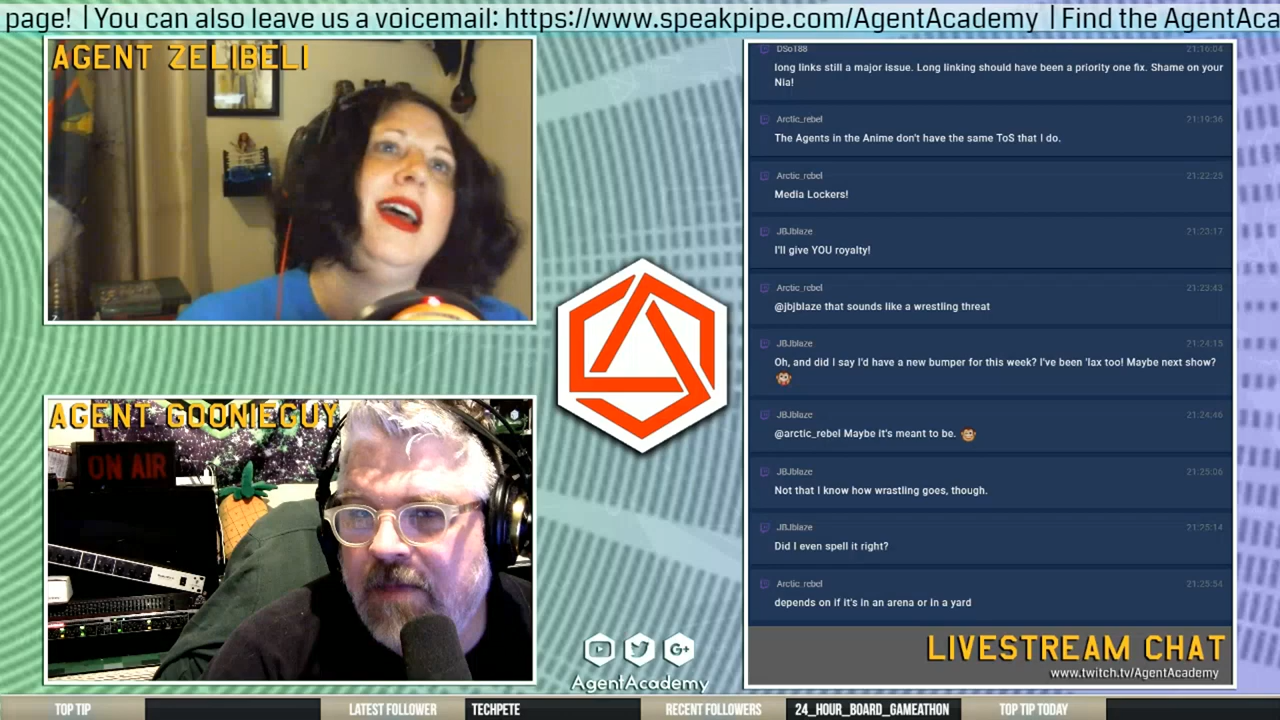 page! | You can also leave us a voicemail: https://www.speakpipe.com/AgentAcademy | Find the AgentAca
AGENT ZELIBELI
AGENT GOONIEGUY
ON AIR
DSoT88 21:16:04
long links still a major issue. Long linking should have been a priority one fix. Shame on your
Nia!
Arctic_rebel 21:19:36
The Agents in the Anime don't have the same ToS that I do.
Arctic_rebel 21:22:25
Media Lockers!
JBJblaze 21:23:17
I'll give YOU royalty!
Arctic_rebel 21:23:43
@jbjblaze that sounds like a wrestling threat
JBJblaze 21:24:15
Oh, and did I say I'd have a new bumper for this week? I've been 'lax too! Maybe next show?
JBJblaze 21:24:46
@arctic_rebel Maybe it's meant to be.
JBJblaze 21:25:06
Not that I know how wrastling goes, though.
JBJblaze 21:25:14
Did I even spell it right?
Arctic_rebel 21:25:54
depends on if it's in an arena or in a yard
LIVESTREAM CHAT
www.twitch.tv/AgentAcademy
G+
AgentAcademy
TOP TIP LATEST FOLLOWER TECHPETE RECENT FOLLOWERS 24_HOUR_BOARD_GAMEATHON TOP TIP TODAY